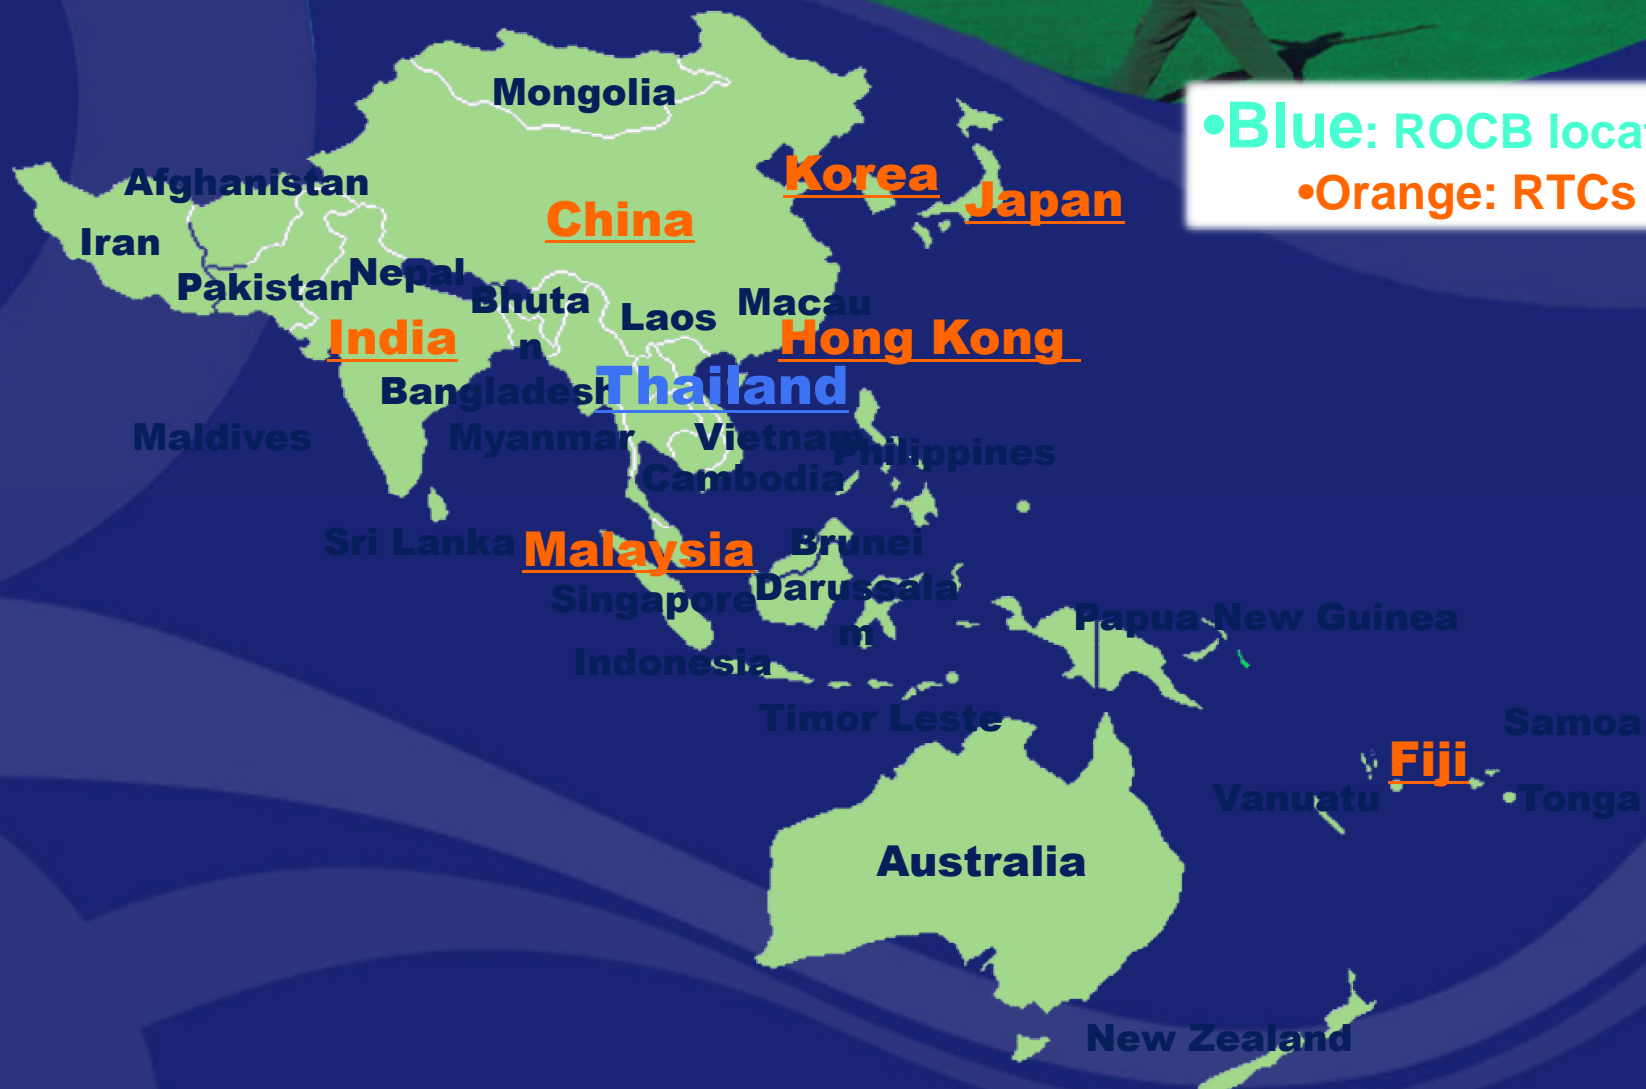 Mongolia
•Blue: ROCB locat
•Orange: RTCs
Afghanistan
Korea
Japan
China
Iran
Pakistan
Nepal
Bhuta
n
Laos
Macau
India
Hong Kong
Bangladesh
Thailand
Maldives
Myanmar
Vietnam
Philippines
Cambodia
Sri Lanka
Malaysia
Brunei
Darussala
m
Singapore
Papua New Guinea
Indonesia
Timor Leste
Samoa
Fiji
Vanuatu
•Tonga
Australia
New Zealand